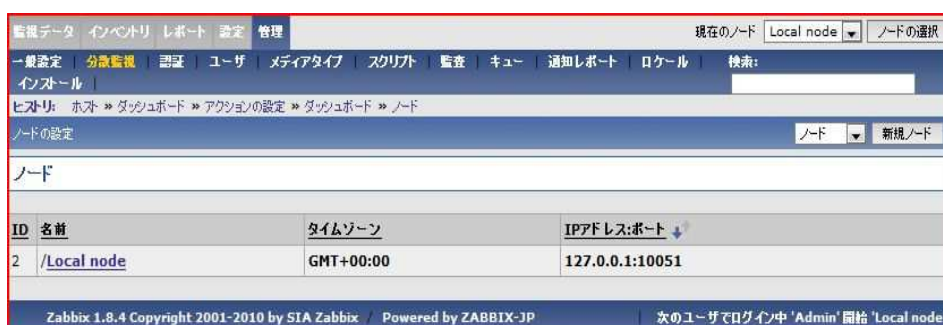 監視データ インベントリ レポート 設定 管理 現在のノード Local node ノードの選択
一般設定 | 分散監視 | 認証 | ユーザ | メディアタイプ | スクリプト | 監査 | キュー | 通知レポート | ロケール | 検索:
インストール |
ヒストリ: ホスト » ダッシュボード » アクションの設定 » ダッシュボード » ノード
ノードの設定 ノード 新規ノード
ノード
ID 名前 タイムゾーン IPアドレス:ポート
2 /Local node GMT+00:00 127.0.0.1:10051
Zabbix 1.8.4 Copyright 2001-2010 by SIA Zabbix / Powered by ZABBIX-JP | 次のユーザでログイン中 'Admin' 開始 'Local node